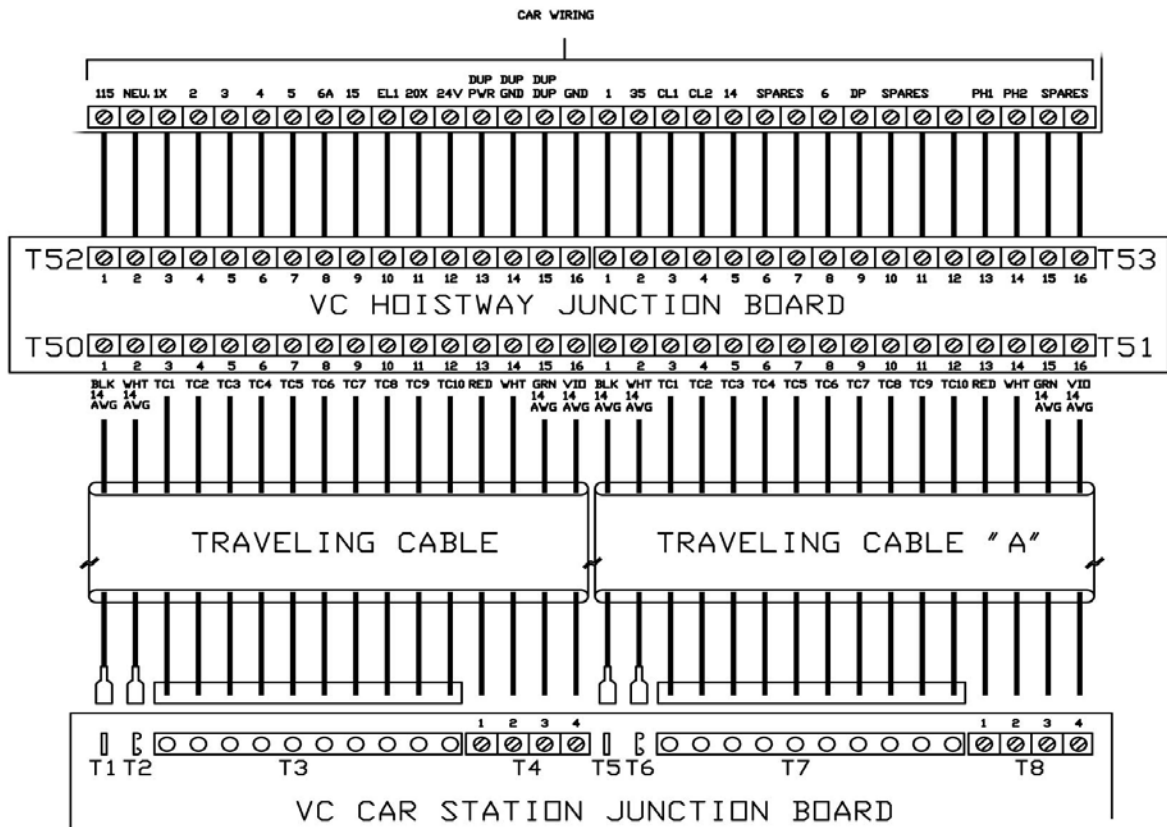 CAR WIRING
DUP DUP DUP
115 NEU. 1X 2 3 4 5 6A 15 EL1 20X 24V PWR GND DUP GND 1 35 CL1 CL2 14 SPARES 6 DP SPARES PH1 PH2 SPARES
T52 T53
1 2 3 4 5 6 7 8 9 10 11 12 13 14 15 16 1 2 3 4 5 6 7 8 9 10 11 12 13 14 15 16
VC HOISTWAY JUNCTION BOARD
T50 T51
1 2 3 4 5 6 7 8 9 10 11 12 13 14 15 16 1 2 3 4 5 6 7 8 9 10 11 12 13 14 15 16
BLK WHT TC1 TC2 TC3 TC4 TC5 TC6 TC7 TC8 TC9 TC10 RED WHT GRN VIO BLK WHT TC1 TC2 TC3 TC4 TC5 TC6 TC7 TC8 TC9 TC10 RED WHT GRN VIO
14 14 14 14 14 14 14 14
AWG AWG AWG AWG AWG AWG AWG AWG
TRAVELING CABLE TRAVELING CABLE "A"
1 2 3 4 1 2 3 4
T1 T2 T3 T4 T5 T6 T7 T8
VC CAR STATION JUNCTION BOARD